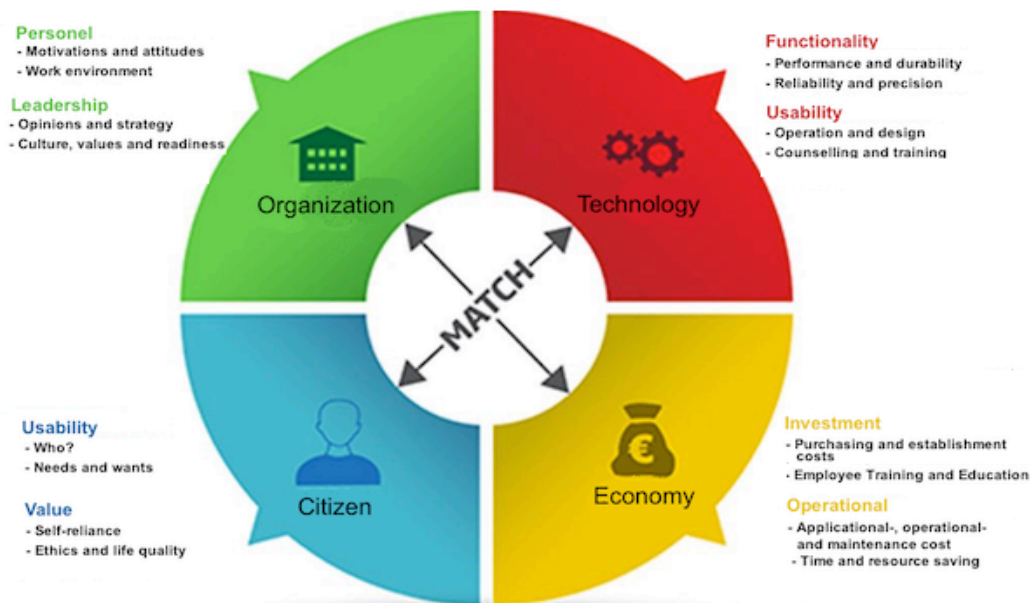 Personel
- Motivations and attitudes
- Work environment
Leadership
- Opinions and strategy
- Culture, values and readiness
Organization
Functionality
- Performance and durability
- Reliability and precision
Usability
- Operation and design
- Counselling and training
Technology
MATCH
Usability
- Who?
- Needs and wants
Value
- Self-reliance
- Ethics and life quality
Citizen
Investment
- Purchasing and establishment
costs
- Employee Training and Education
Operational
- Applicational-, operational-
and maintenance cost
- Time and resource saving
€
Economy